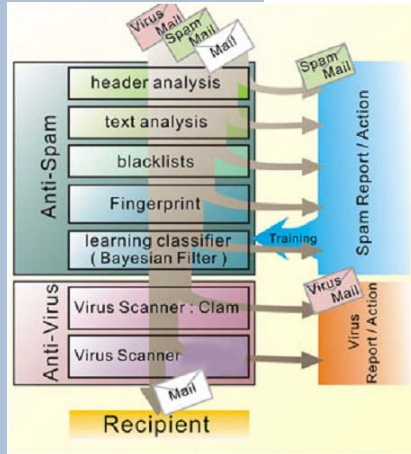 Virus Mail
Spam
Mail
Mail
header analysis
text analysis
blacklists
Fingerprint
learning classifier
( Bayesian Filter )
Anti-Spam
Spam
Mail
Spam Report / Action
Training
Virus Scanner : Clam
Virus Scanner
Anti-Virus
Virus
Mail
Virus
Report / Action
Mail
Recipient